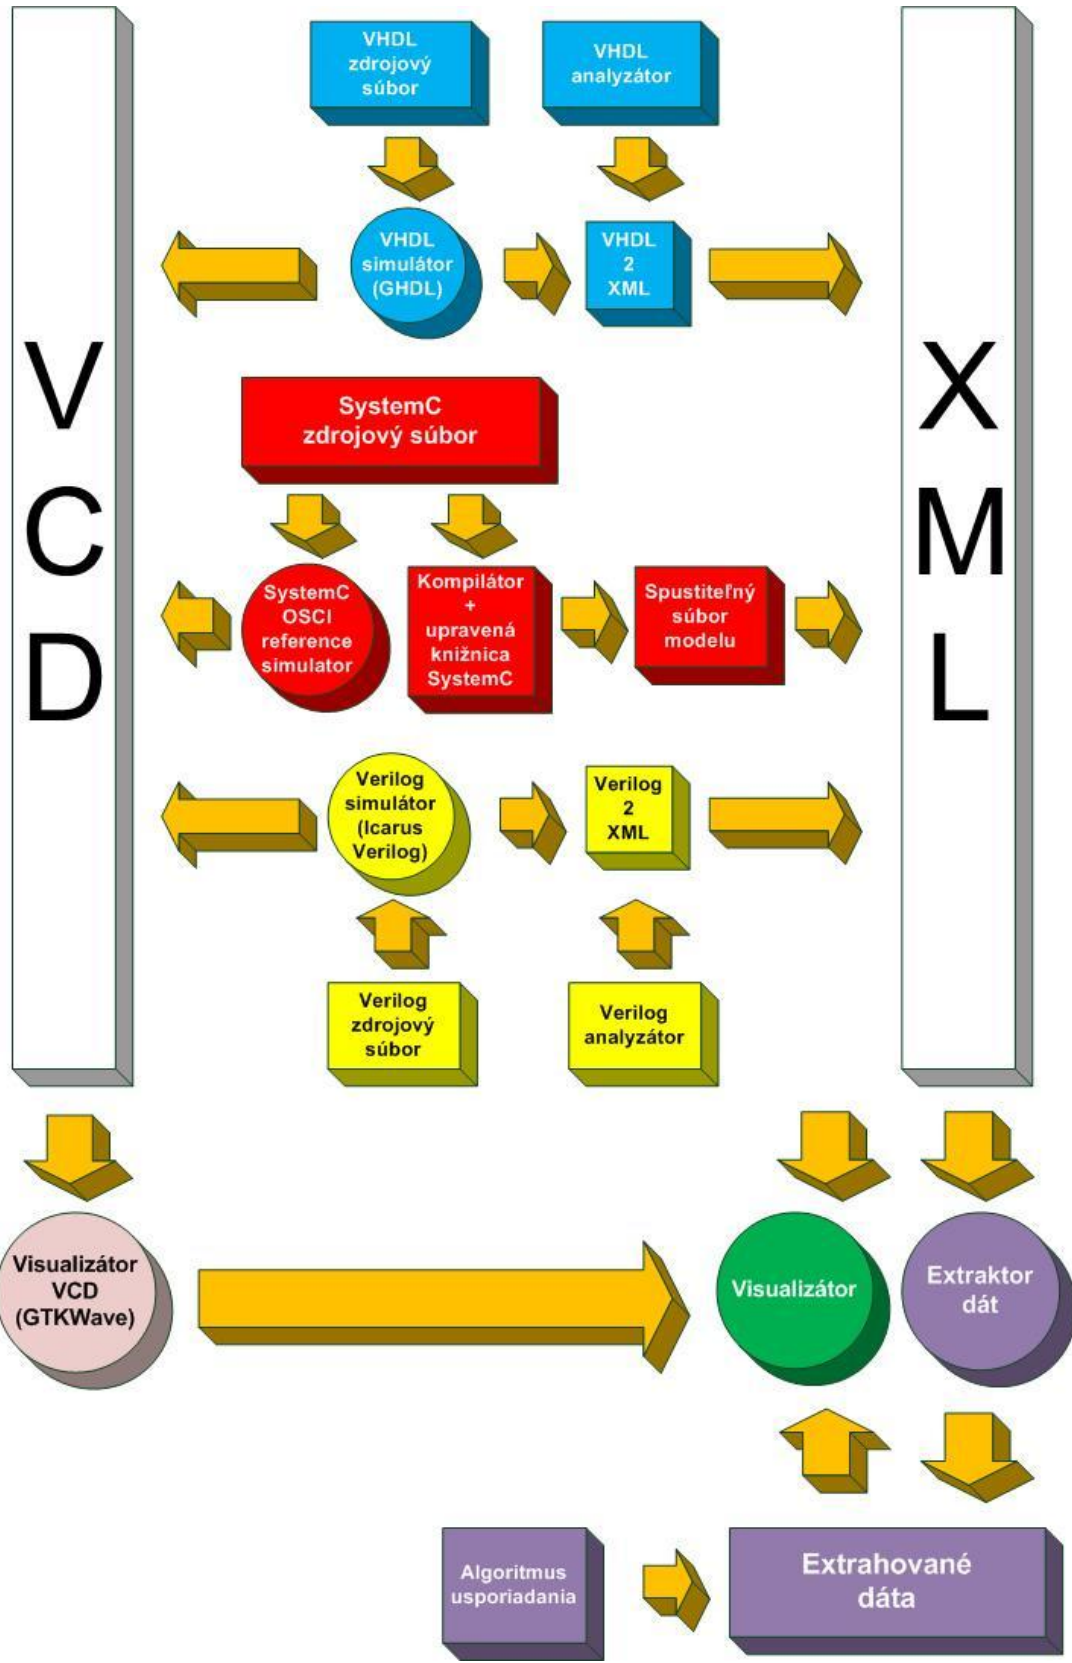 V
C
D
X
M
L
VHDL
zdrojový
súbor
VHDL
analyzátor
VHDL
simulátor
(GHDL)
VHDL
2
XML
SystemC
zdrojový súbor
SystemC
OSCI
reference
simulator
Kompilátor
+
upravená
knižnica
SystemC
Spustiteľný
súbor
modelu
Verilog
simulátor
(Icarus
Verilog)
Verilog
2
XML
Verilog
zdrojový
súbor
Verilog
analyzátor
Visualizátor
VCD
(GTKWave)
Visualizátor
Extraktor
dát
Algoritmus
usporiadania
Extrahované
dáta